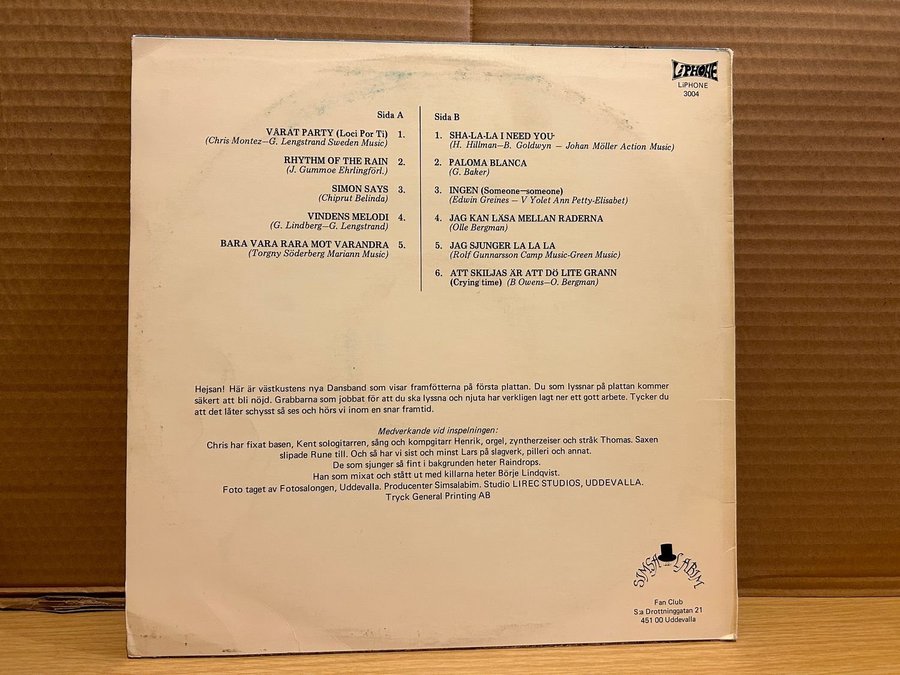 LiPHONE
LiPHONE
3004
Sida A
VÅRAT PARTY (Loci Por Ti) 1.
(Chris Montez—G. Lengstrand Sweden Music)
RHYTHM OF THE RAIN 2.
(J. Gummoe Ehrlingförl.)
SIMON SAYS 3.
(Chiprut Belinda)
VINDENS MELODI 4.
(G. Lindberg—G. Lengstrand)
BARA VARA RARA MOT VARANDRA 5.
(Torgny Söderberg Mariann Music)
Sida B
1. SHA-LA-LA I NEED YOU
(H. Hillman—B. Goldwyn — Johan Möller Action Music)
2. PALOMA BLANCA
(G. Baker)
3. INGEN (Someone—someone)
(Edwin Greines — V Yolet Ann Petty-Elisabet)
4. JAG KAN LÄSA MELLAN RADERNA
(Olle Bergman)
5. JAG SJUNGER LA LA LA
(Rolf Gunnarsson Camp Music-Green Music)
6. ATT SKILJAS ÄR ATT DÖ LITE GRANN
(Crying time) (B Owens—O. Bergman)
Hejsan! Här är västkustens nya Dansband som visar framfötterna på första plattan. Du som lyssnar på plattan kommer
säkert att bli nöjd. Grabbarna som jobbat för att du ska lyssna och njuta har verkligen lagt ner ett gott arbete. Tycker du
att det låter schysst så ses och hörs vi inom en snar framtid.
Medverkande vid inspelningen:
Chris har fixat basen, Kent sologitarren, sång och kompgitarr Henrik, orgel, zyntherzeiser och stråk Thomas. Saxen
slipade Rune till. Och så har vi sist och minst Lars på slagverk, pilleri och annat.
De som sjunger så fint i bakgrunden heter Raindrops.
Han som mixat och stått ut med killarna heter Börje Lindqvist.
Foto taget av Fotosalongen, Uddevalla. Producenter Simsalabim. Studio LIREC STUDIOS, UDDEVALLA.
Tryck General Printing AB
SIMSALABIM
Fan Club
S:a Drottninggatan 21
451 00 Uddevalla